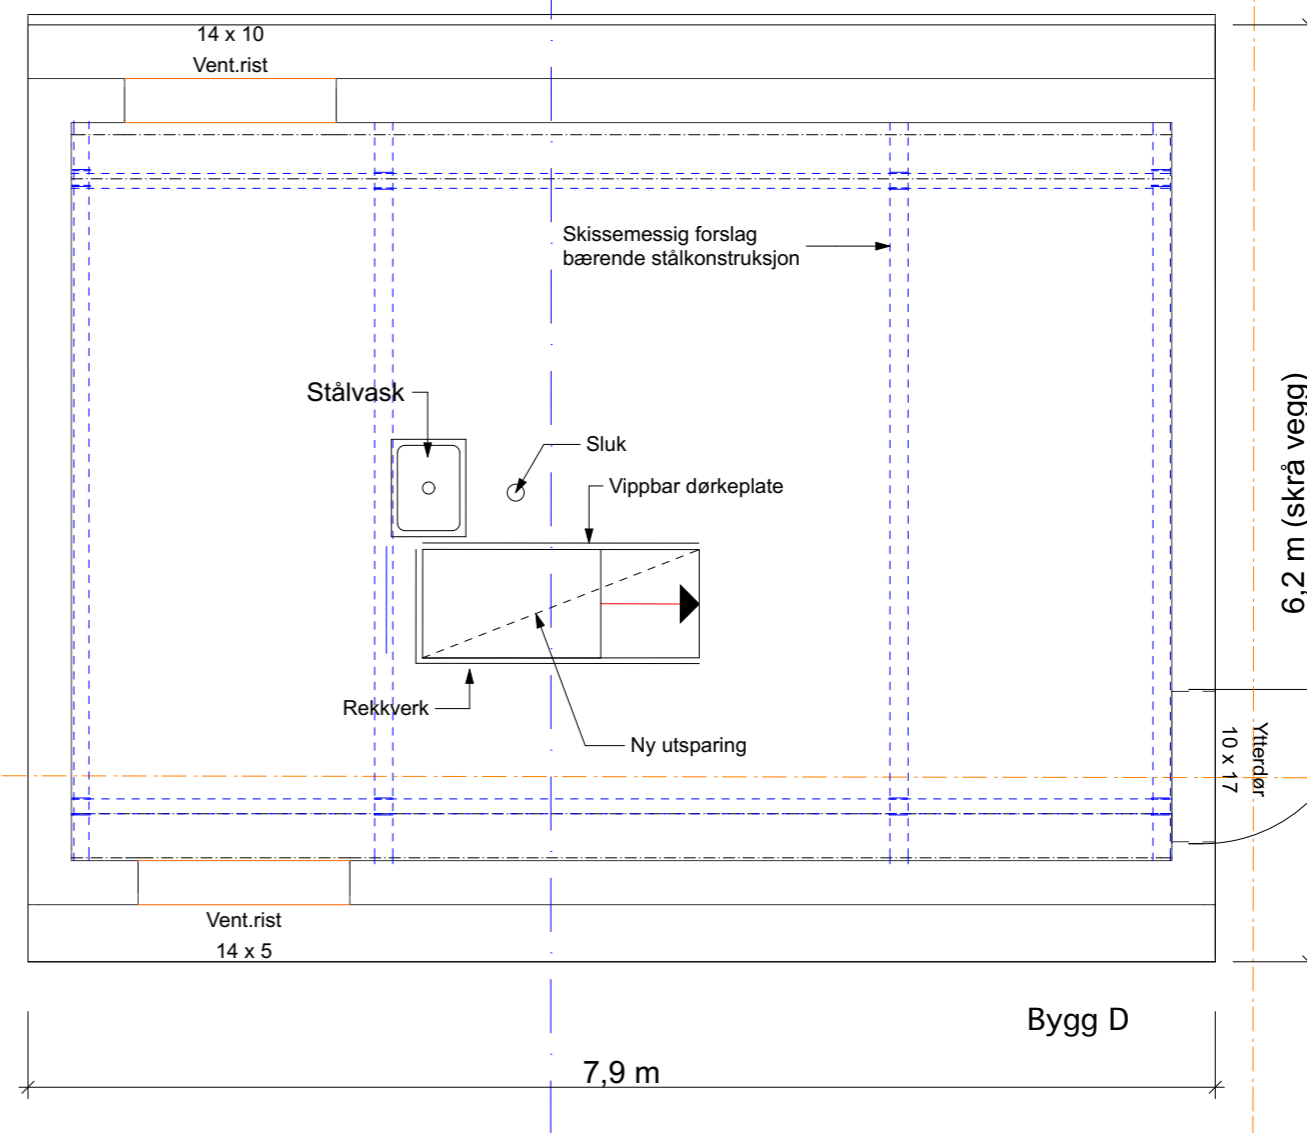 14 x 10
Vent.rist
Skissemessig forslag
bærende stålkonstruksjon
Stålvask
Sluk
Vippbar dørkeplate
6,2 m (skrå vegg)
Rekkverk
Ny utsparing
Ytterdør
10 x 17
Vent.rist
14 x 5
Bygg D
7,9 m